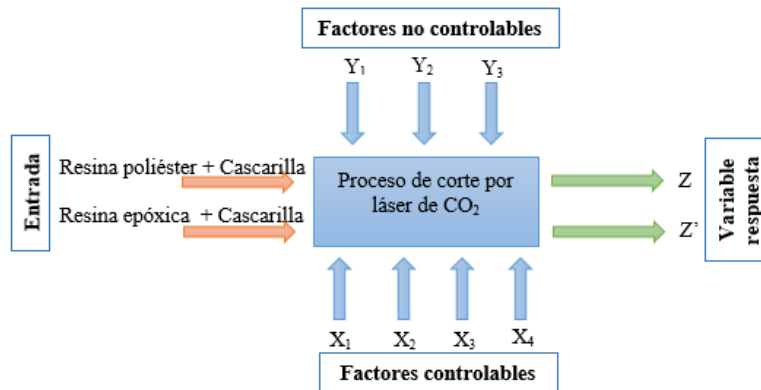 Factores no controlables
Y₁ Y₂ Y₃
Entrada
Resina poliéster + Cascarilla
Resina epóxica + Cascarilla
Proceso de corte por
láser de CO₂
Z
Z’
Variable
respuesta
X₁ X₂ X₃ X₄
Factores controlables